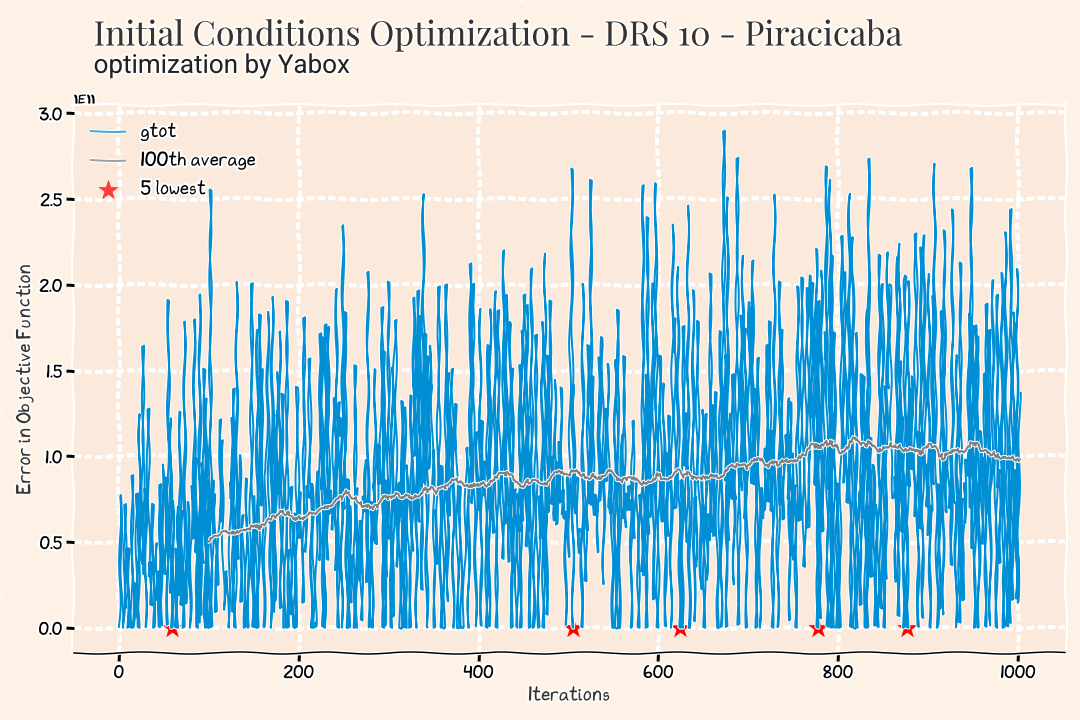 Initial Conditions Optimization - DRS 10 - Piracicaba
optimization by Yabox
1E11
3.0
gtot
100th average
5 lowest
2.5
2.0
1.5
1.0
0.5
0.0
Error in Objective Function
0 200 400 600 800 1000
Iterations